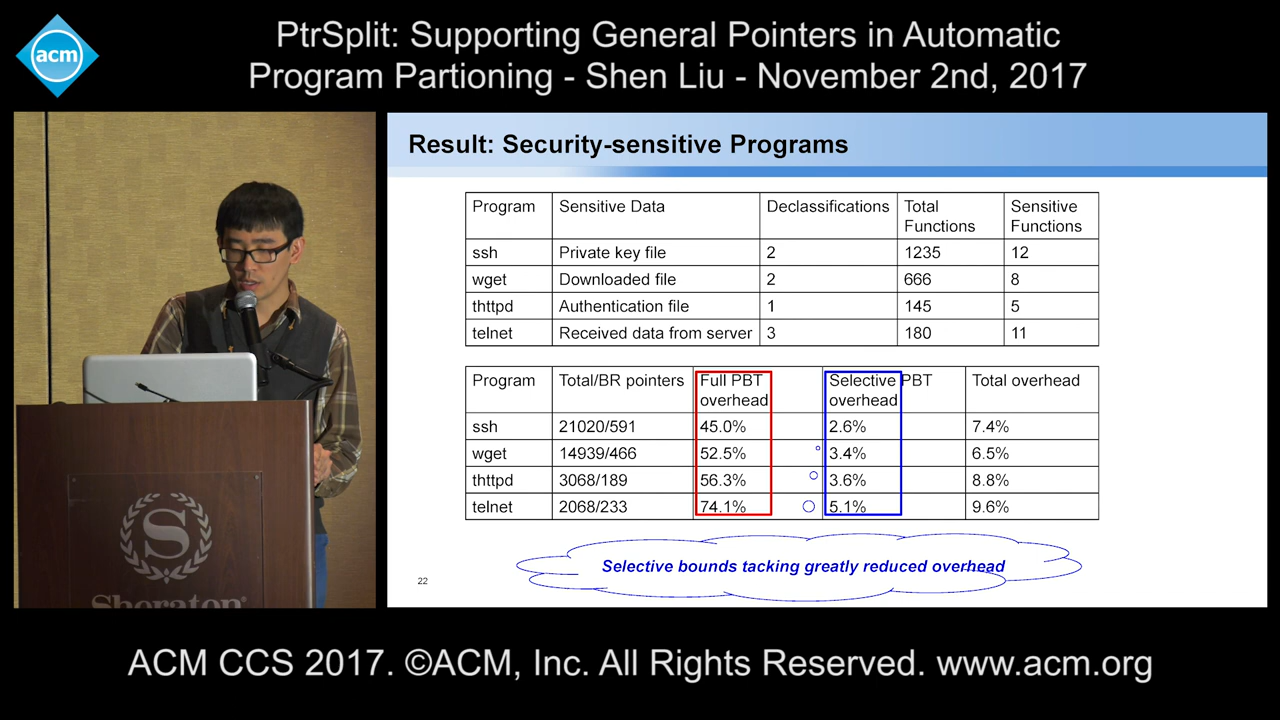 acm
PtrSplit: Supporting General Pointers in Automatic
Program Partioning - Shen Liu - November 2nd, 2017
Result: Security-sensitive Programs
Program Sensitive Data Declassifications Total Functions Sensitive Functions
ssh Private key file 2 1235 12
wget Downloaded file 2 666 8
thttpd Authentication file 1 145 5
telnet Received data from server 3 180 11
Program Total/BR pointers Full PBT overhead Selective PBT overhead Total overhead
ssh 21020/591 45.0% 2.6% 7.4%
wget 14939/466 52.5% 3.4% 6.5%
thttpd 3068/189 56.3% 3.6% 8.8%
telnet 2068/233 74.1% 5.1% 9.6%
Selective bounds tacking greatly reduced overhead
22
S
Sheraton®
ACM CCS 2017. ©ACM, Inc. All Rights Reserved. www.acm.org